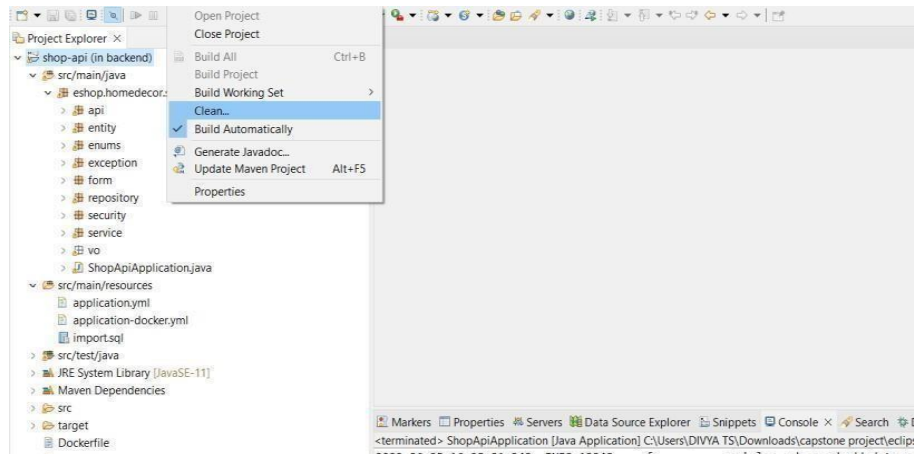 Open Project
Close Project
Build All Ctrl+B
Build Project
Build Working Set
Clean...
Build Automatically
Generate Javadoc...
Update Maven Project Alt+F5
Properties
Project Explorer
shop-api (in backend)
src/main/java
eshop.homedecor.
api
entity
enums
exception
form
repository
security
service
vo
ShopApiApplication.java
src/main/resources
application.yml
application-docker.yml
import.sql
src/test/java
JRE System Library [JavaSE-11]
Maven Dependencies
src
target
Dockerfile
Markers Properties Servers Data Source Explorer Snippets Console Search
<terminated> ShopApiApplication [Java Application] C:\Users\DIVYA TS\Downloads\capstone project\eclips